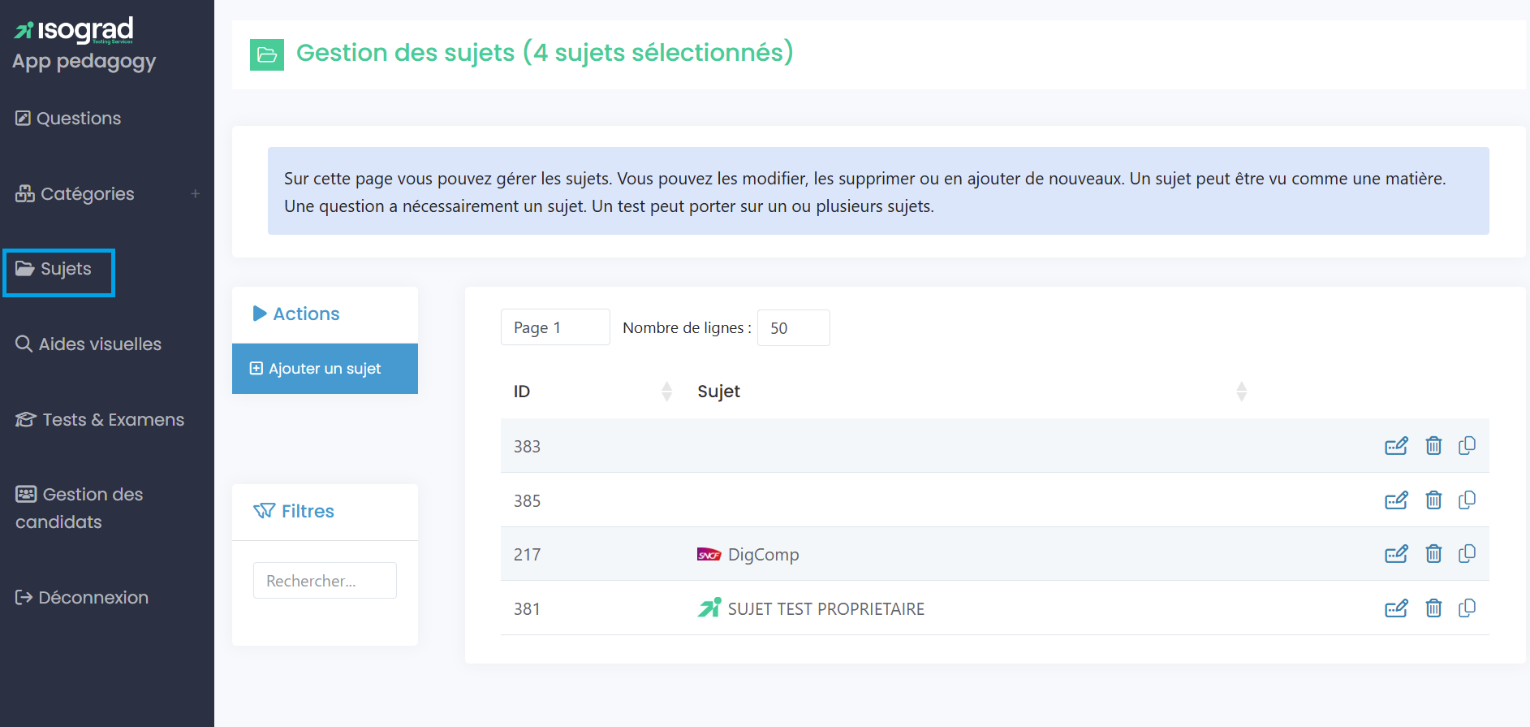 isograd
Testing Services
App pedagogy
Questions
Catégories +
Sujets
Aides visuelles
Tests & Examens
Gestion des
candidats
Déconnexion
Gestion des sujets (4 sujets sélectionnés)
Sur cette page vous pouvez gérer les sujets. Vous pouvez les modifier, les supprimer ou en ajouter de nouveaux. Un sujet peut être vu comme une matière.
Une question a nécessairement un sujet. Un test peut porter sur un ou plusieurs sujets.
Actions
Ajouter un sujet
Filtres
Rechercher...
Page 1 Nombre de lignes : 50
ID Sujet
383
385
217 SNCF DigComp
381 SUJET TEST PROPRIETAIRE